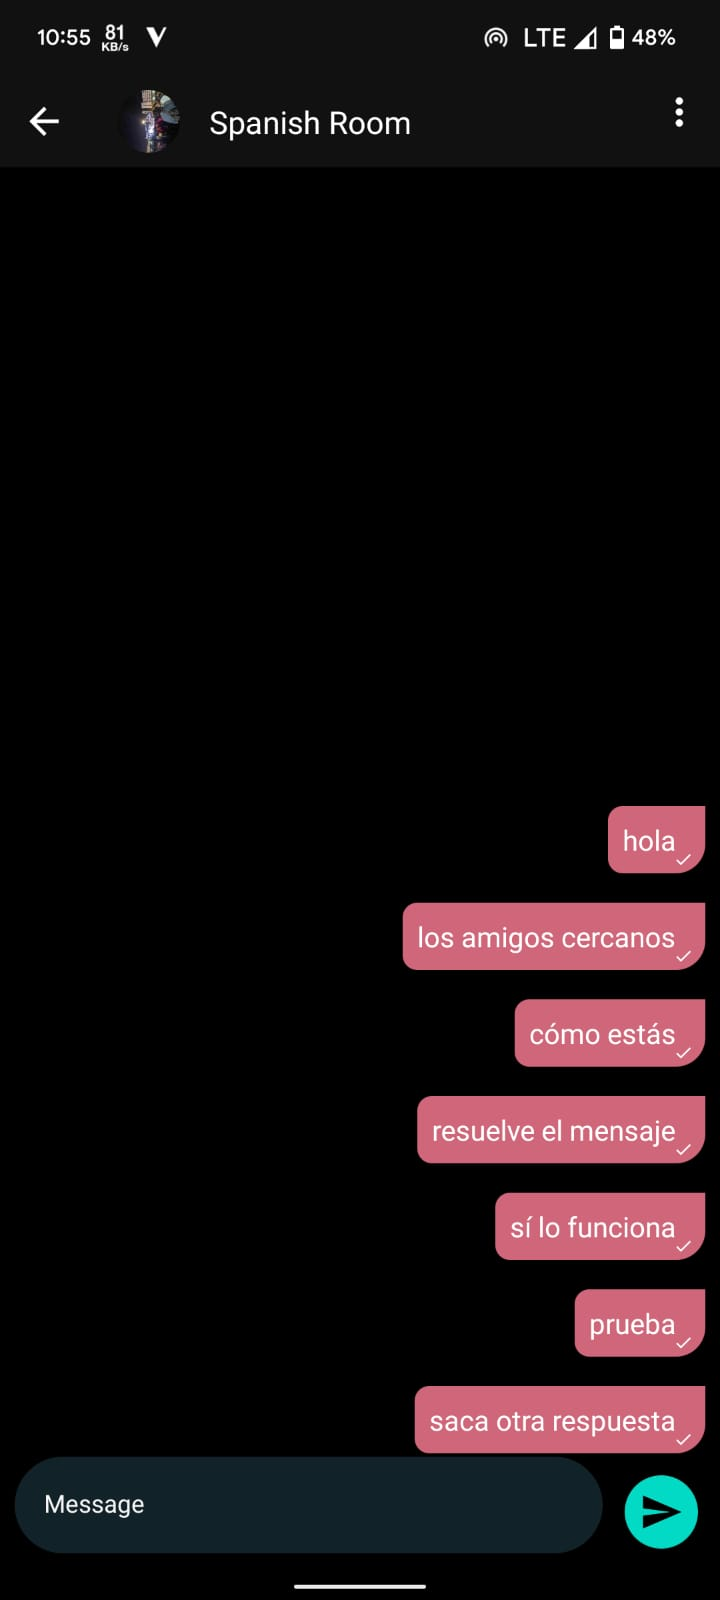 10:55 81 KB/s V LTE 48%
Spanish Room
hola
los amigos cercanos
cómo estás
resuelve el mensaje
sí lo funciona
prueba
saca otra respuesta
Message